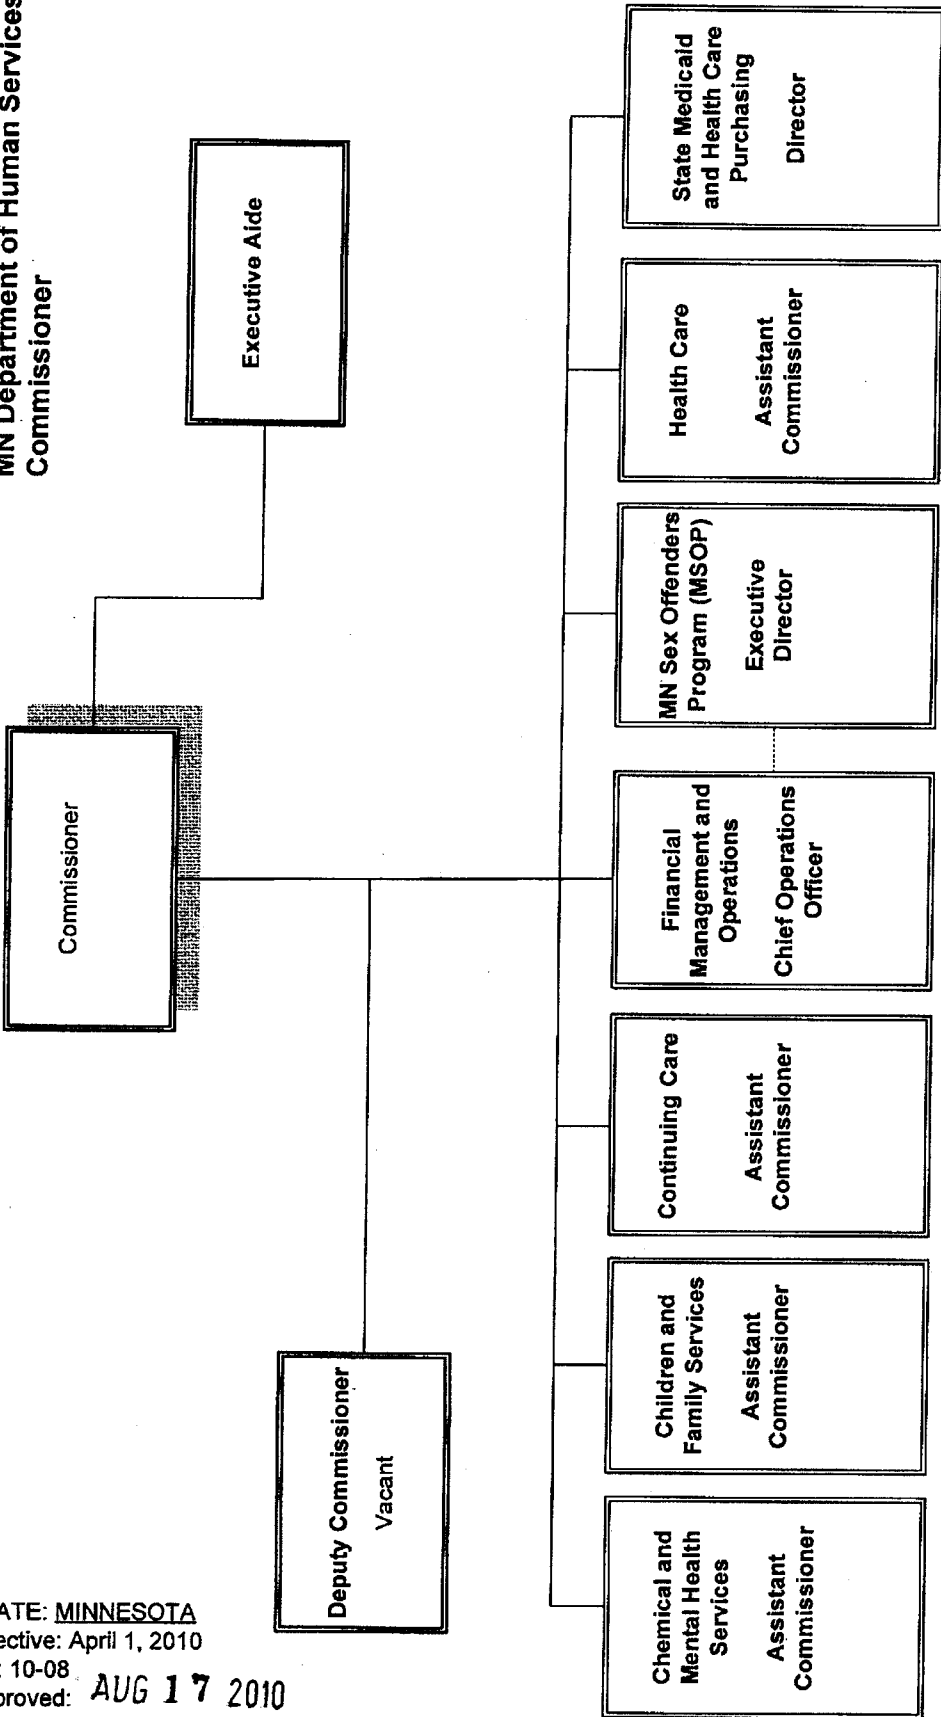 MN Department of Human Services
Commissioner
Commissioner
Executive Aide
Deputy Commissioner
Vacant
Chemical and
Mental Health
Services
Assistant
Commissioner
Children and
Family Services
Assistant
Commissioner
Continuing Care
Assistant
Commissioner
Financial
Management and
Operations
Chief Operations
Officer
MN Sex Offenders
Program (MSOP)
Executive
Director
Health Care
Assistant
Commissioner
State Medicaid
and Health Care
Purchasing
Director
ATE: MINNESOTA
ective: April 1, 2010
: 10-08
proved: AUG 17 2010